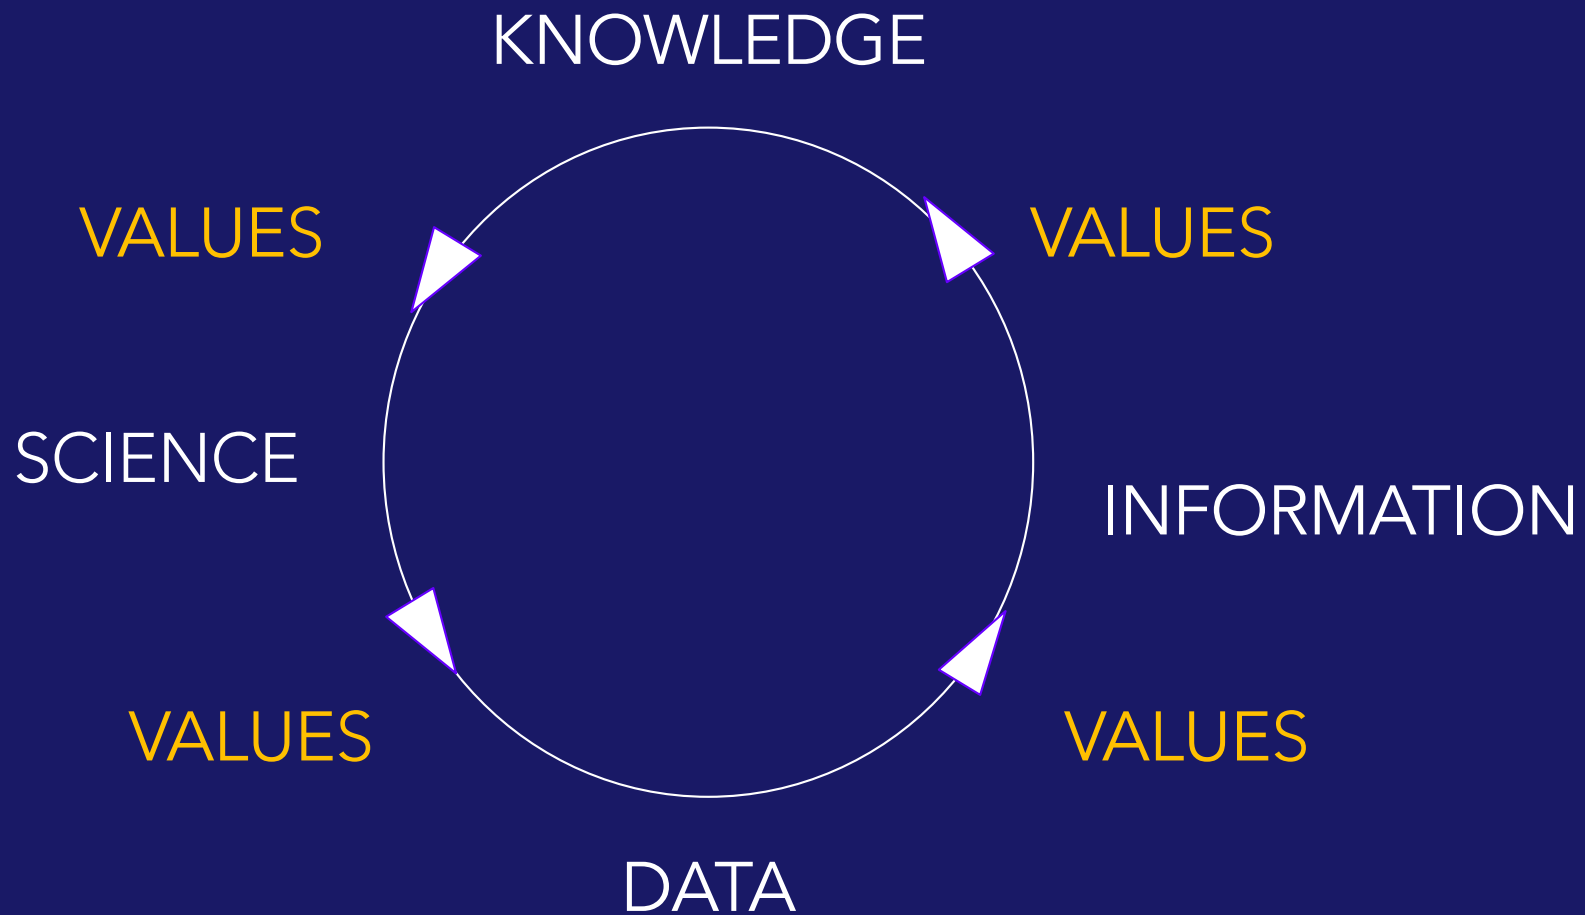 KNOWLEDGE
VALUES
VALUES
SCIENCE
INFORMATION
VALUES
VALUES
DATA